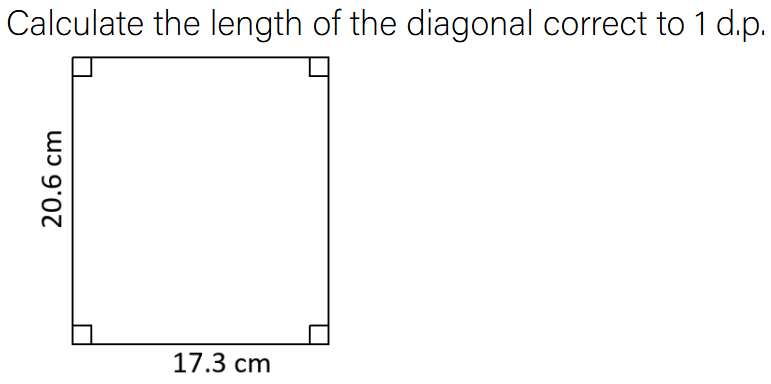 Calculate the length of the diagonal correct to 1 d.p.
20.6 cm
17.3 cm